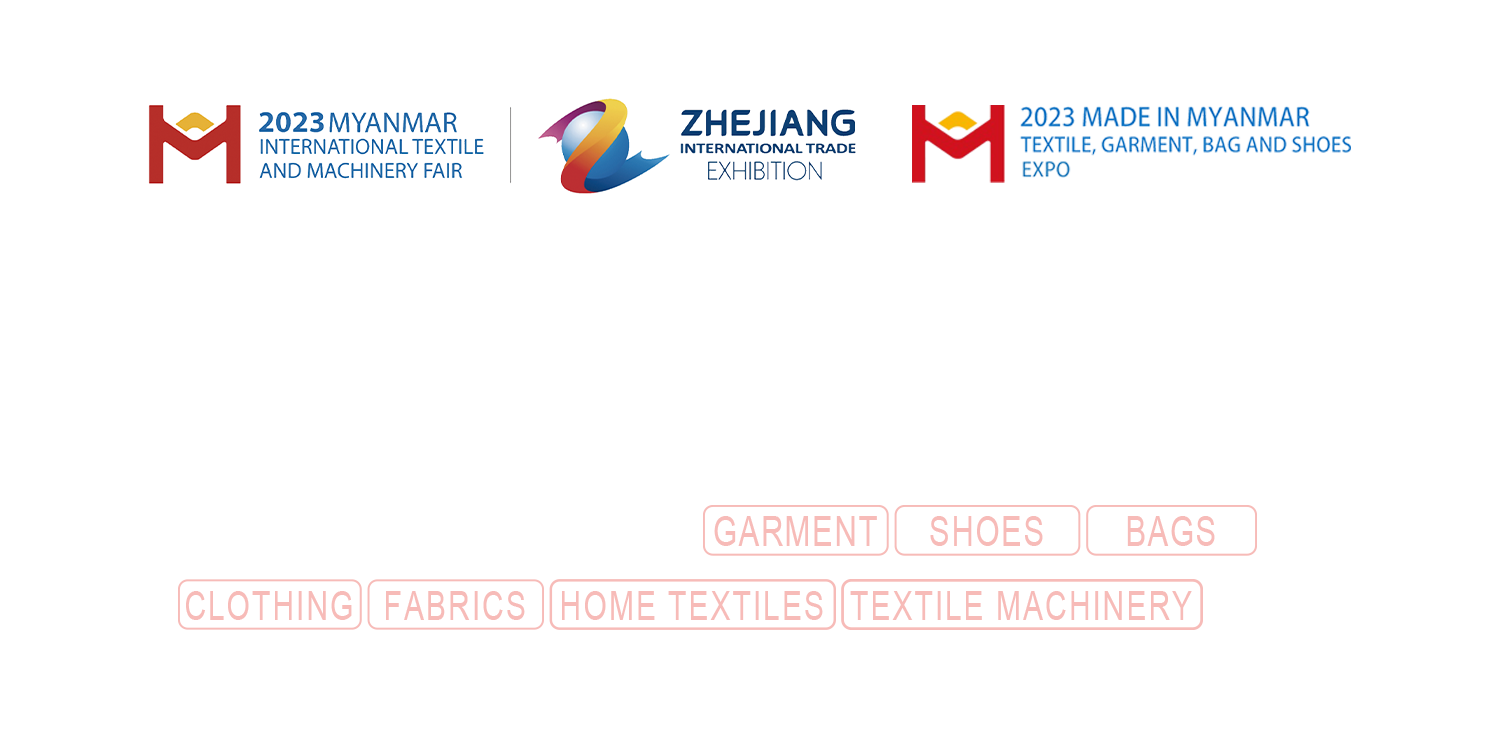 2023 MYANMAR
INTERNATIONAL TEXTILE
AND MACHINERY FAIR
ZHEJIANG
INTERNATIONAL TRADE
EXHIBITION
2023 MADE IN MYANMAR
TEXTILE, GARMENT, BAG AND SHOES
EXPO
GARMENT SHOES BAGS
CLOTHING FABRICS HOME TEXTILES TEXTILE MACHINERY